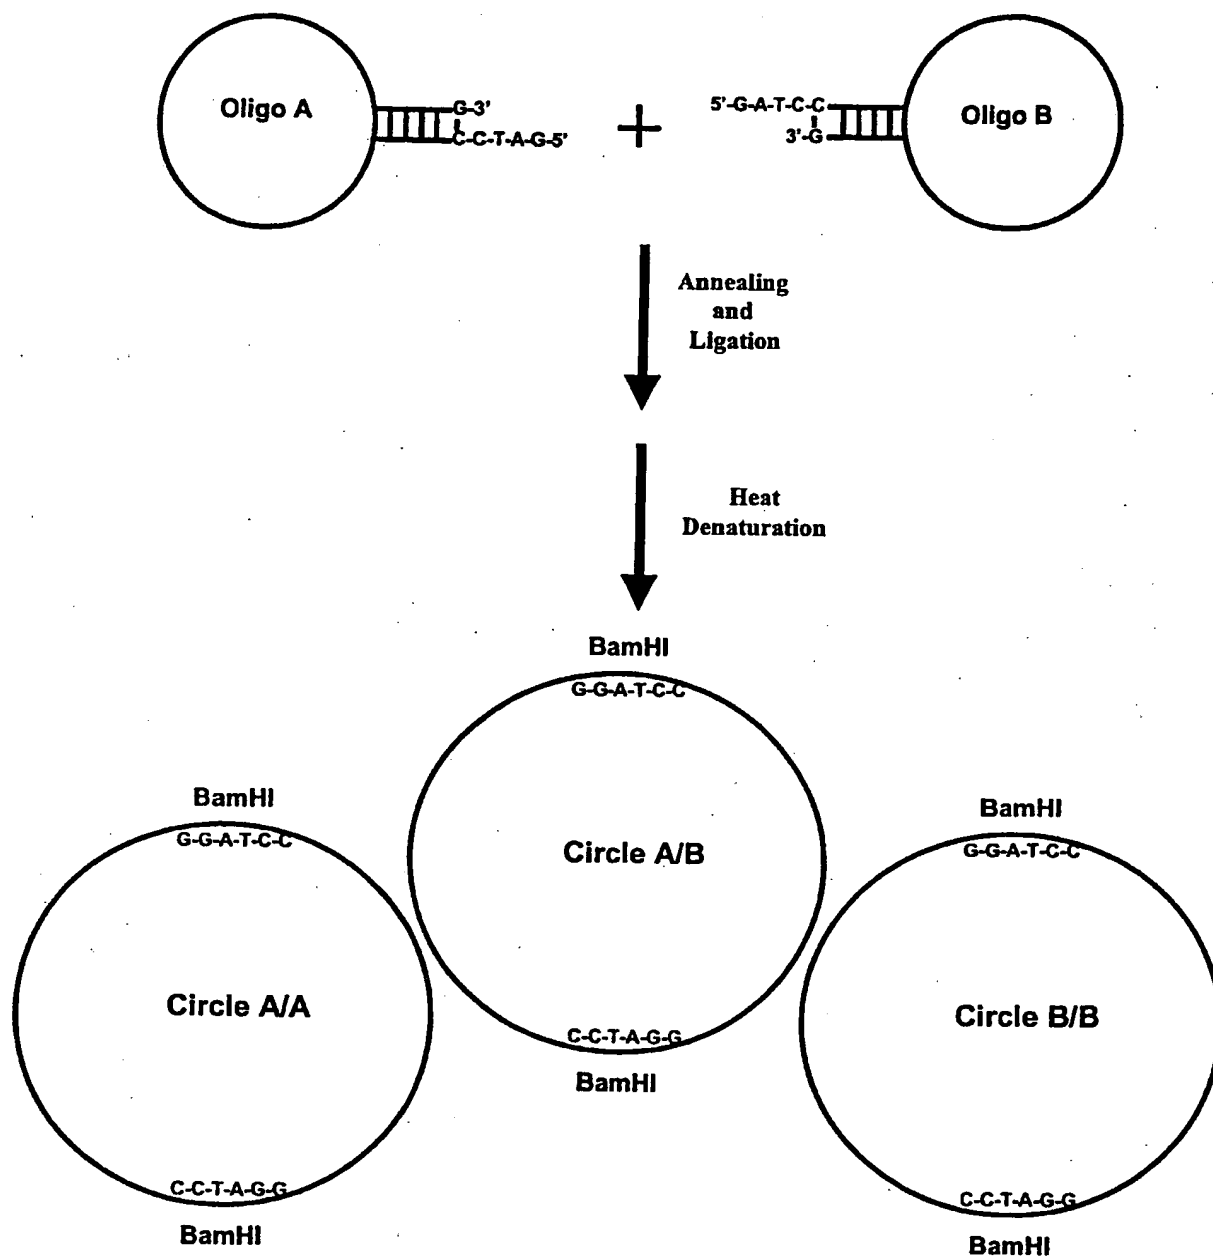 Oligo A
G-3'
C-C-T-A-G-5'
+
5'-G-A-T-C-C
3'-G
Oligo B
Annealing
and
Ligation
Heat
Denaturation
BamHI
G-G-A-T-C-C
Circle A/B
C-C-T-A-G-G
BamHI
BamHI
G-G-A-T-C-C
Circle A/A
C-C-T-A-G-G
BamHI
BamHI
G-G-A-T-C-C
Circle B/B
C-C-T-A-G-G
BamHI